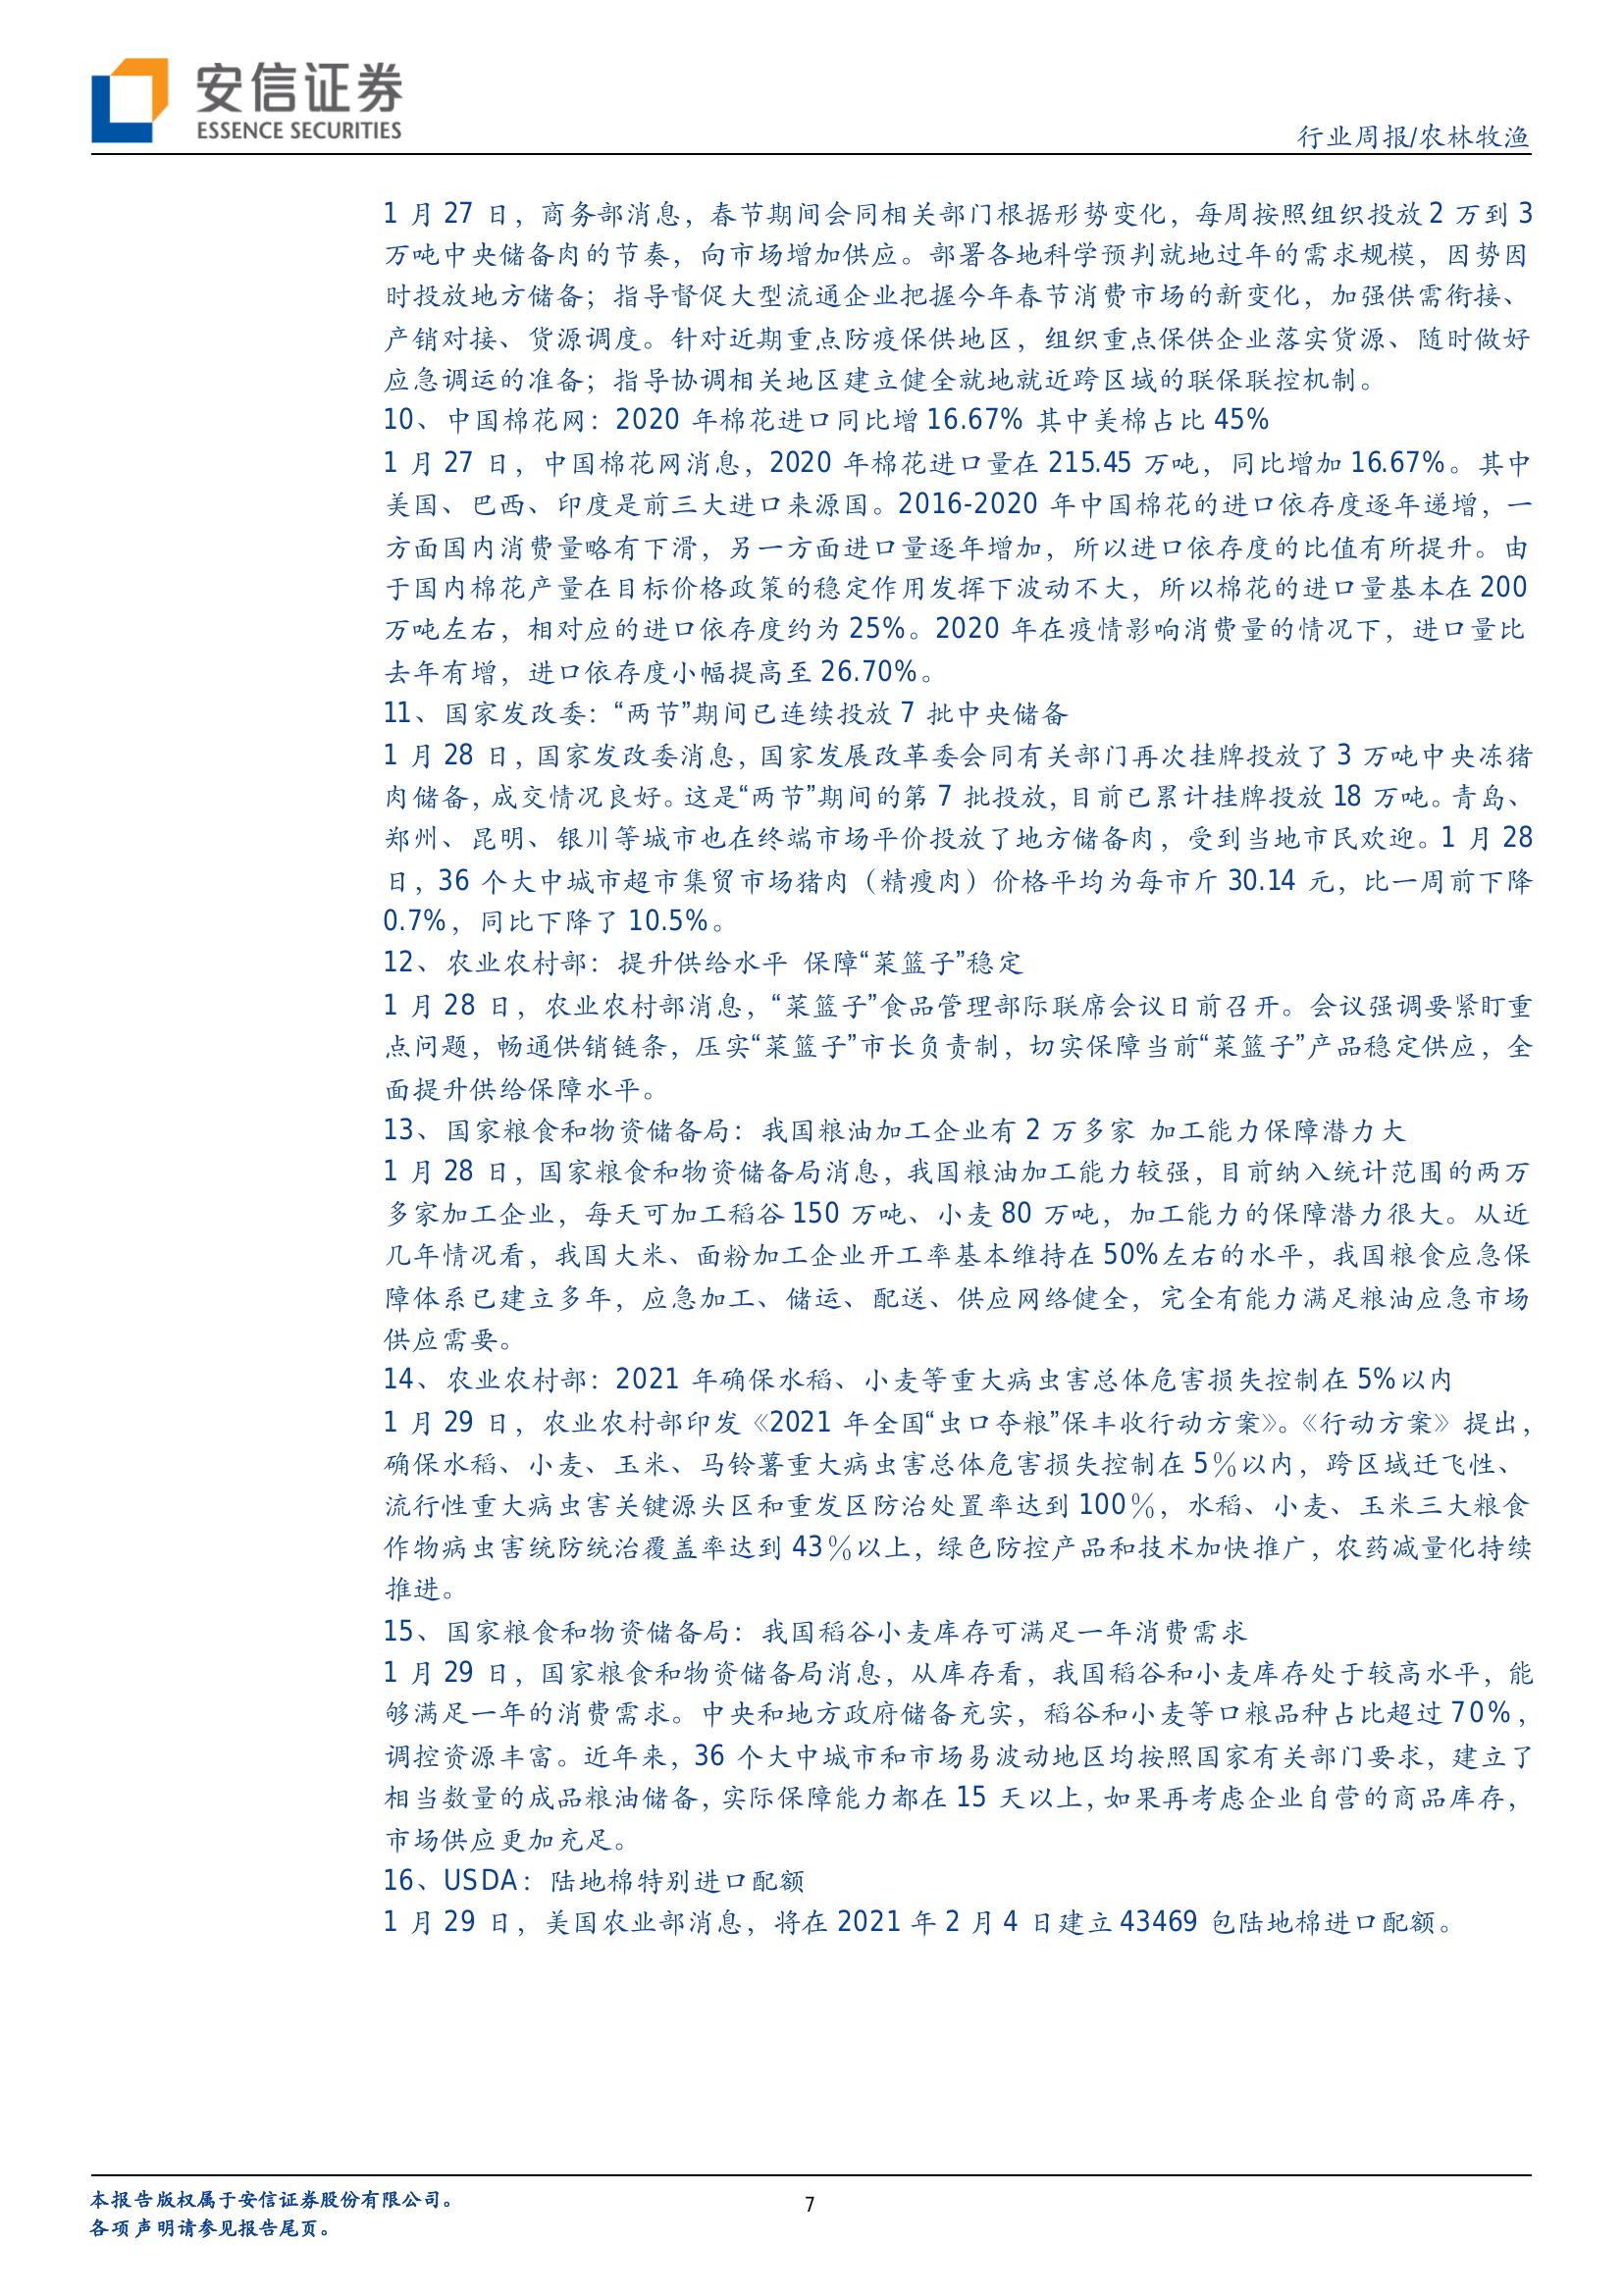 安信证券
ESSENCE SECURITIES
行业周报/农林牧渔
1 月 27 日，商务部消息，春节期间会同相关部门根据形势变化，每周按照组织投放 2 万到 3
万吨中央储备肉的节奏，向市场增加供应。部署各地科学预判就地过年的需求规模，因势因
时投放地方储备；指导督促大型流通企业把握今年春节消费市场的新变化，加强供需衔接、
产销对接、货源调度。针对近期重点防疫保供地区，组织重点保供企业落实货源、随时做好
应急调运的准备；指导协调相关地区建立健全就地就近跨区域的联保联控机制。
10、中国棉花网：2020 年棉花进口同比增 16.67% 其中美棉占比 45%
1 月 27 日，中国棉花网消息，2020 年棉花进口量在 215.45 万吨，同比增加 16.67%。其中
美国、巴西、印度是前三大进口来源国。2016-2020 年中国棉花的进口依存度逐年递增，一
方面国内消费量略有下滑，另一方面进口量逐年增加，所以进口依存度的比值有所提升。由
于国内棉花产量在目标价格政策的稳定作用发挥下波动不大，所以棉花的进口量基本在 200
万吨左右，相对应的进口依存度约为 25%。2020 年在疫情影响消费量的情况下，进口量比
去年有增，进口依存度小幅提高至 26.70%。
11、国家发改委：“两节”期间已连续投放 7 批中央储备
1 月 28 日，国家发改委消息，国家发展改革委会同有关部门再次挂牌投放了 3 万吨中央冻猪
肉储备，成交情况良好。这是“两节”期间的第 7 批投放，目前已累计挂牌投放 18 万吨。青岛、
郑州、昆明、银川等城市也在终端市场平价投放了地方储备肉，受到当地市民欢迎。1 月 28
日，36 个大中城市超市集贸市场猪肉（精瘦肉）价格平均为每市斤 30.14 元，比一周前下降
0.7%，同比下降了 10.5%。
12、农业农村部：提升供给水平 保障“菜篮子”稳定
1 月 28 日，农业农村部消息，“菜篮子”食品管理部际联席会议日前召开。会议强调要紧盯重
点问题，畅通供销链条，压实“菜篮子”市长负责制，切实保障当前“菜篮子”产品稳定供应，全
面提升供给保障水平。
13、国家粮食和物资储备局：我国粮油加工企业有 2 万多家 加工能力保障潜力大
1 月 28 日，国家粮食和物资储备局消息，我国粮油加工能力较强，目前纳入统计范围的两万
多家加工企业，每天可加工稻谷 150 万吨、小麦 80 万吨，加工能力的保障潜力很大。从近
几年情况看，我国大米、面粉加工企业开工率基本维持在 50%左右的水平，我国粮食应急保
障体系已建立多年，应急加工、储运、配送、供应网络健全，完全有能力满足粮油应急市场
供应需要。
14、农业农村部：2021 年确保水稻、小麦等重大病虫害总体危害损失控制在 5%以内
1 月 29 日，农业农村部印发《2021 年全国“虫口夺粮”保丰收行动方案》。《行动方案》提出，
确保水稻、小麦、玉米、马铃薯重大病虫害总体危害损失控制在 5％以内，跨区域迁飞性、
流行性重大病虫害关键源头区和重发区防治处置率达到 100％，水稻、小麦、玉米三大粮食
作物病虫害统防统治覆盖率达到 43％以上，绿色防控产品和技术加快推广，农药减量化持续
推进。
15、国家粮食和物资储备局：我国稻谷小麦库存可满足一年消费需求
1 月 29 日，国家粮食和物资储备局消息，从库存看，我国稻谷和小麦库存处于较高水平，能
够满足一年的消费需求。中央和地方政府储备充实，稻谷和小麦等口粮品种占比超过 70%，
调控资源丰富。近年来，36 个大中城市和市场易波动地区均按照国家有关部门要求，建立了
相当数量的成品粮油储备，实际保障能力都在 15 天以上，如果再考虑企业自营的商品库存，
市场供应更加充足。
16、USDA：陆地棉特别进口配额
1 月 29 日，美国农业部消息，将在 2021 年 2 月 4 日建立 43469 包陆地棉进口配额。
本报告版权属于安信证券股份有限公司。
各项声明请参见报告尾页。
7